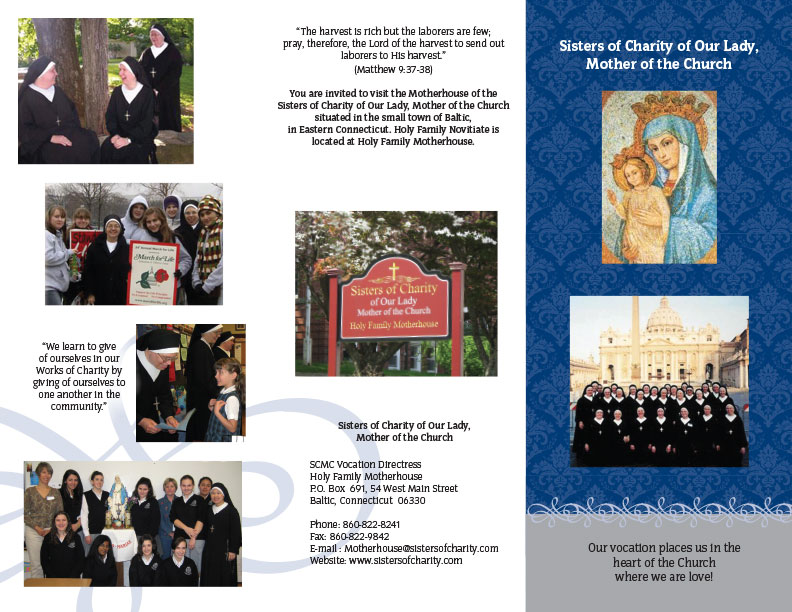 "We learn to give
of ourselves in our
Works of Charity by
giving of ourselves to
one another in the
community."
March for Life
"The harvest is rich but the laborers are few;
pray, therefore, the Lord of the harvest to send out
laborers to His harvest."
(Matthew 9:37-38)
You are invited to visit the Motherhouse of the
Sisters of Charity of Our Lady, Mother of the Church
situated in the small town of Baltic,
in Eastern Connecticut. Holy Family Novitiate is
located at Holy Family Motherhouse.
Sisters of Charity
of Our Lady
Mother of the Church
Holy Family Motherhouse
Sisters of Charity of Our Lady,
Mother of the Church
SCMC Vocation Directress
Holy Family Motherhouse
P.O. Box 691, 54 West Main Street
Baltic, Connecticut 06330
Phone: 860-822-8241
Fax: 860-822-9842
E-mail : Motherhouse@sistersofcharity.com
Website: www.sistersofcharity.com
Sisters of Charity of Our Lady,
Mother of the Church
Our vocation places us in the
heart of the Church
where we are love!